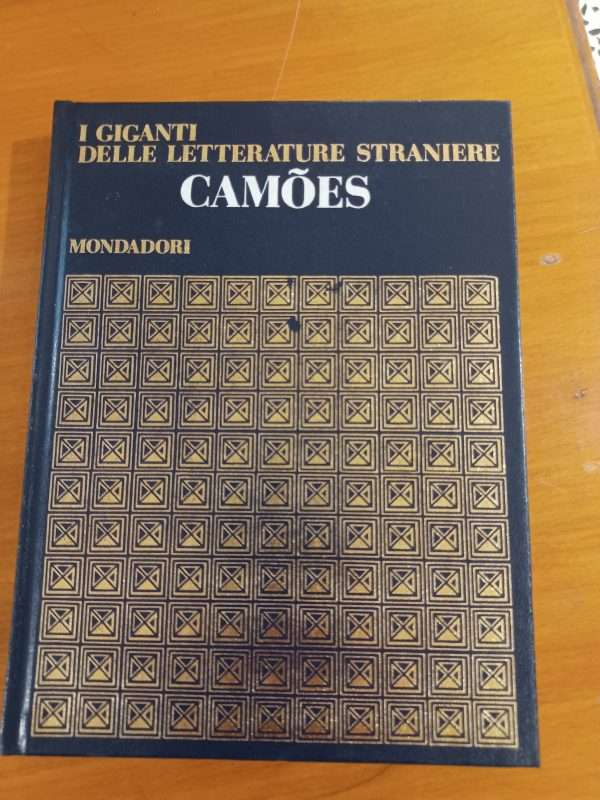 I GIGANTI
DELLE LETTERATURE STRANIERE
CAMÕES
MONDADORI